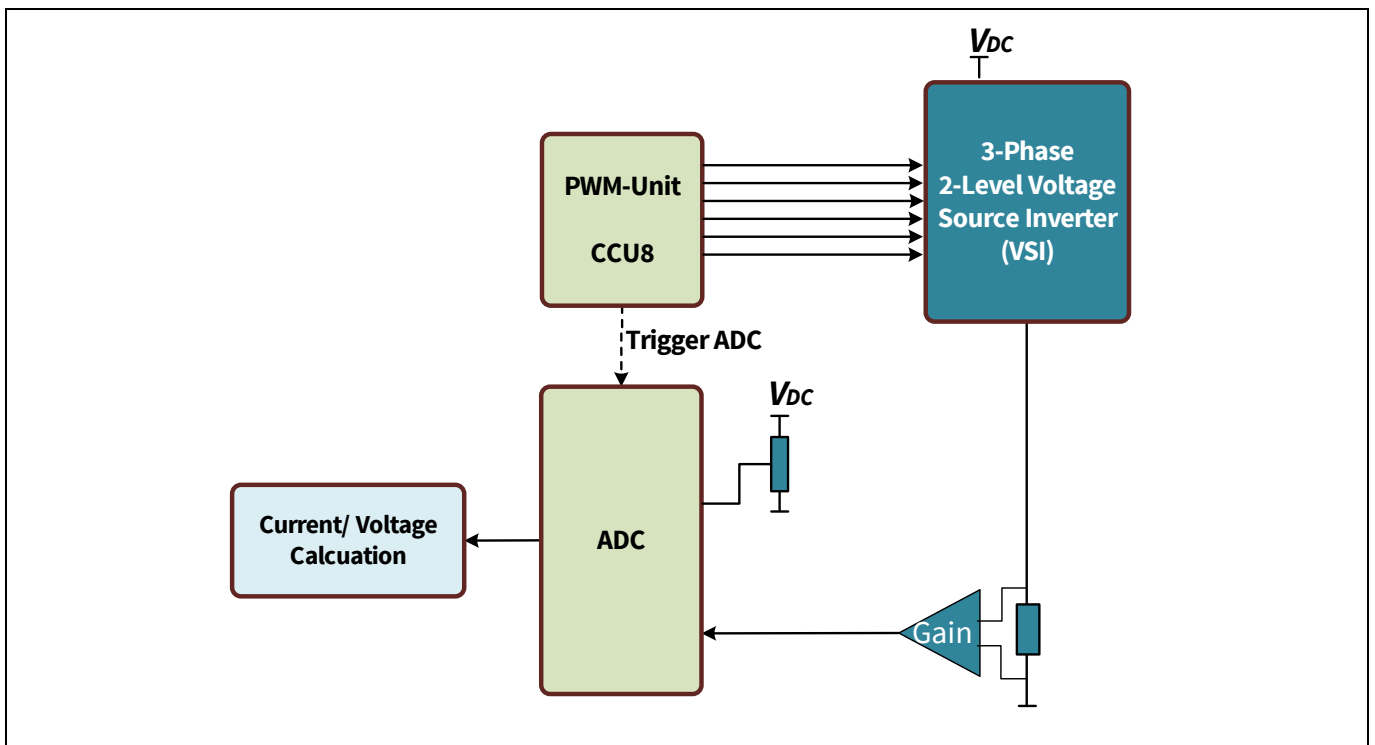 VDC
3-Phase
2-Level Voltage
Source Inverter
(VSI)
PWM-Unit
CCU8
Trigger ADC
VDC
ADC
Current/ Voltage
Calcuation
Gain